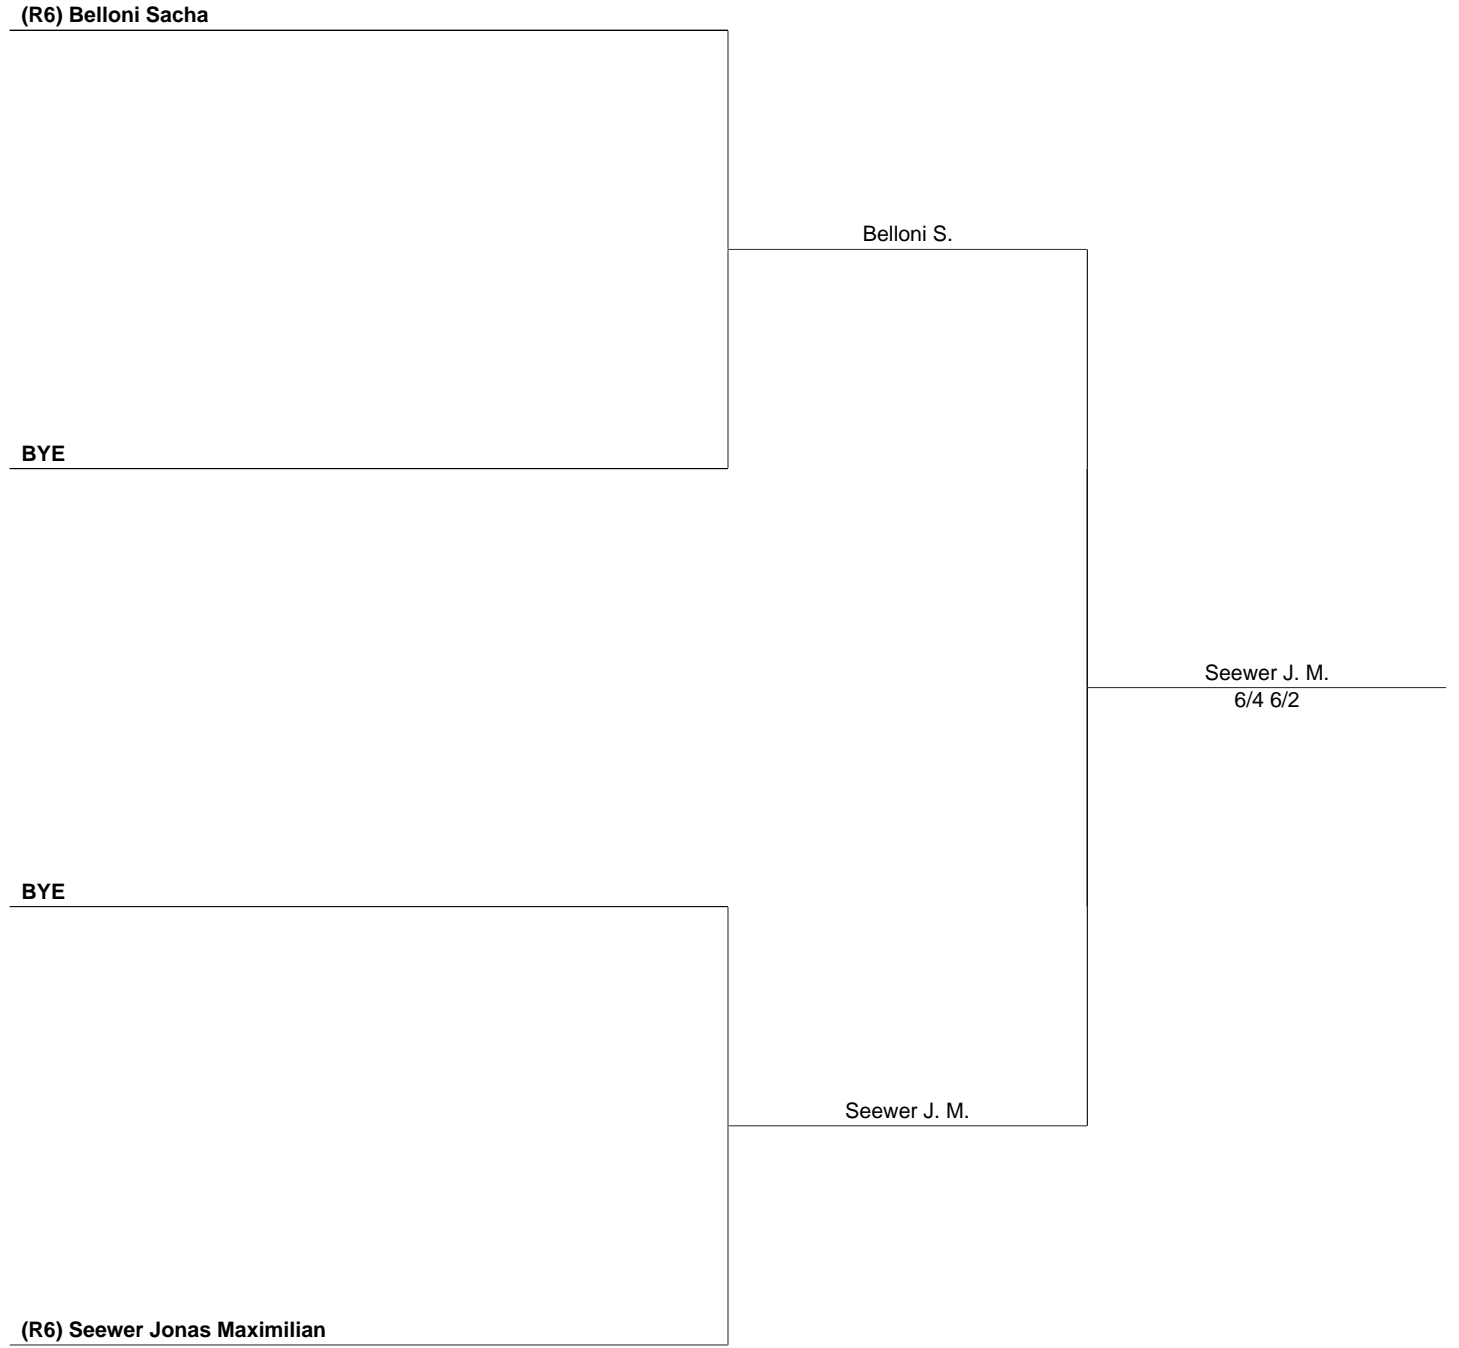 (R6) Belloni Sacha
Belloni S.
BYE
Seewer J. M.
6/4 6/2
BYE
Seewer J. M.
(R6) Seewer Jonas Maximilian